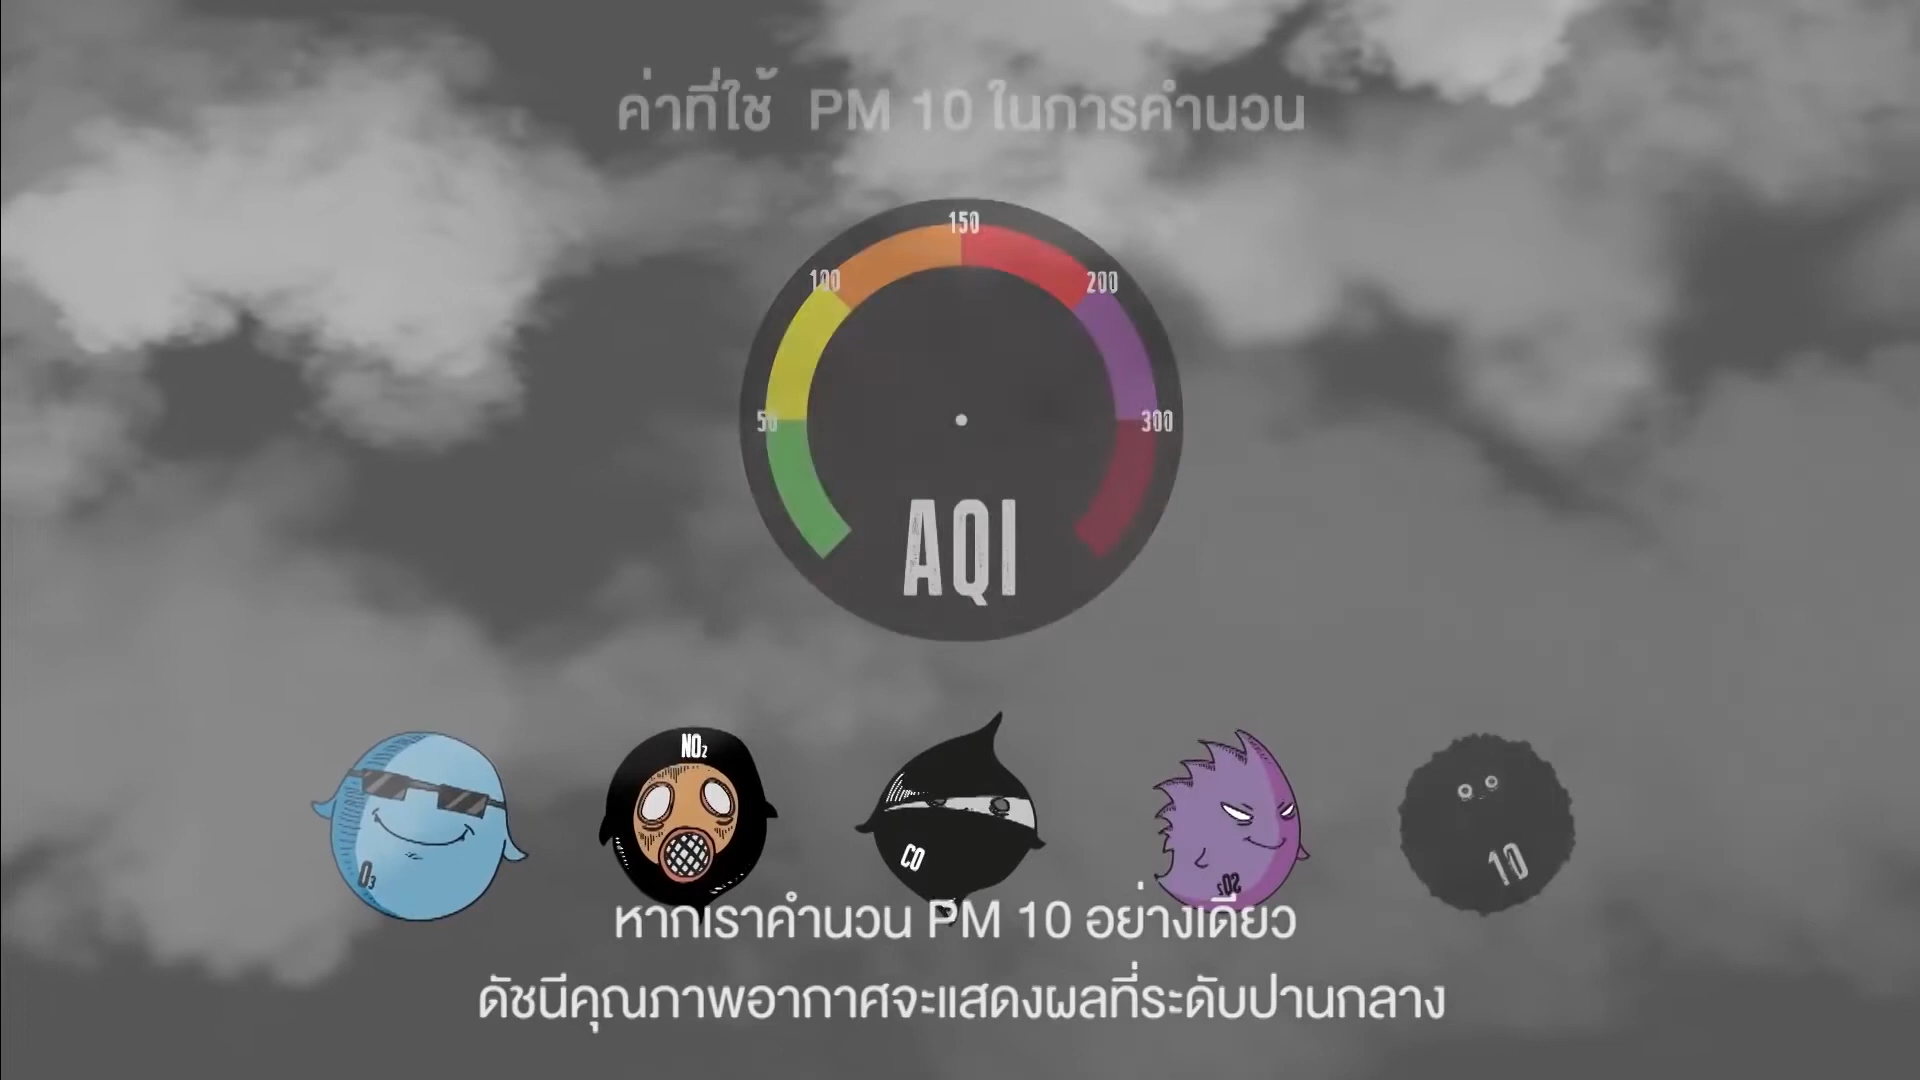 ค่าที่ใช้ PM 10 ในการคำนวน
150
100
200
50
300
AQI
NO₂
CO
O₃
SO₂
10
หากเราคำนวน PM 10 อย่างเดียว
ดัชนีคุณภาพอากาศจะแสดงผลที่ระดับปานกลาง